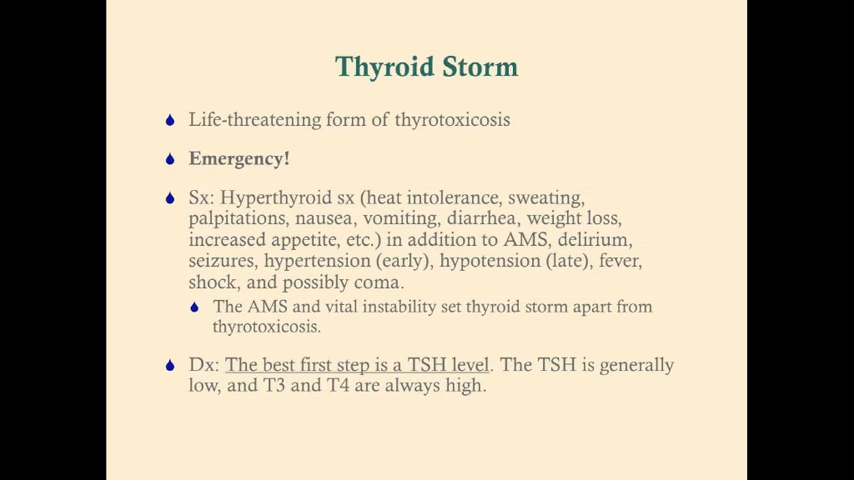 Thyroid Storm
Life-threatening form of thyrotoxicosis
Emergency!
Sx: Hyperthyroid sx (heat intolerance, sweating,
palpitations, nausea, vomiting, diarrhea, weight loss,
increased appetite, etc.) in addition to AMS, delirium,
seizures, hypertension (early), hypotension (late), fever,
shock, and possibly coma.
The AMS and vital instability set thyroid storm apart from
thyrotoxicosis.
Dx: The best first step is a TSH level. The TSH is generally
low, and T3 and T4 are always high.